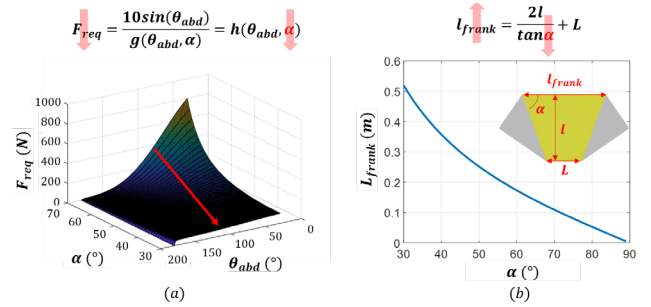 F_req = 10sin(θ_abd) / g(θ_abd, α) = h(θ_abd, α)
1000
800
600
400
200
0
F_req (N)
70
60
50
40
30
α (°)
200
150
100
50
0
θ_abd (°)
(a)
l_frank = 2l / tanα + L
0.6
0.5
0.4
0.3
0.2
0.1
0
L_frank (m)
l_frank
α
l
L
30
40
50
60
70
80
90
α (°)
(b)